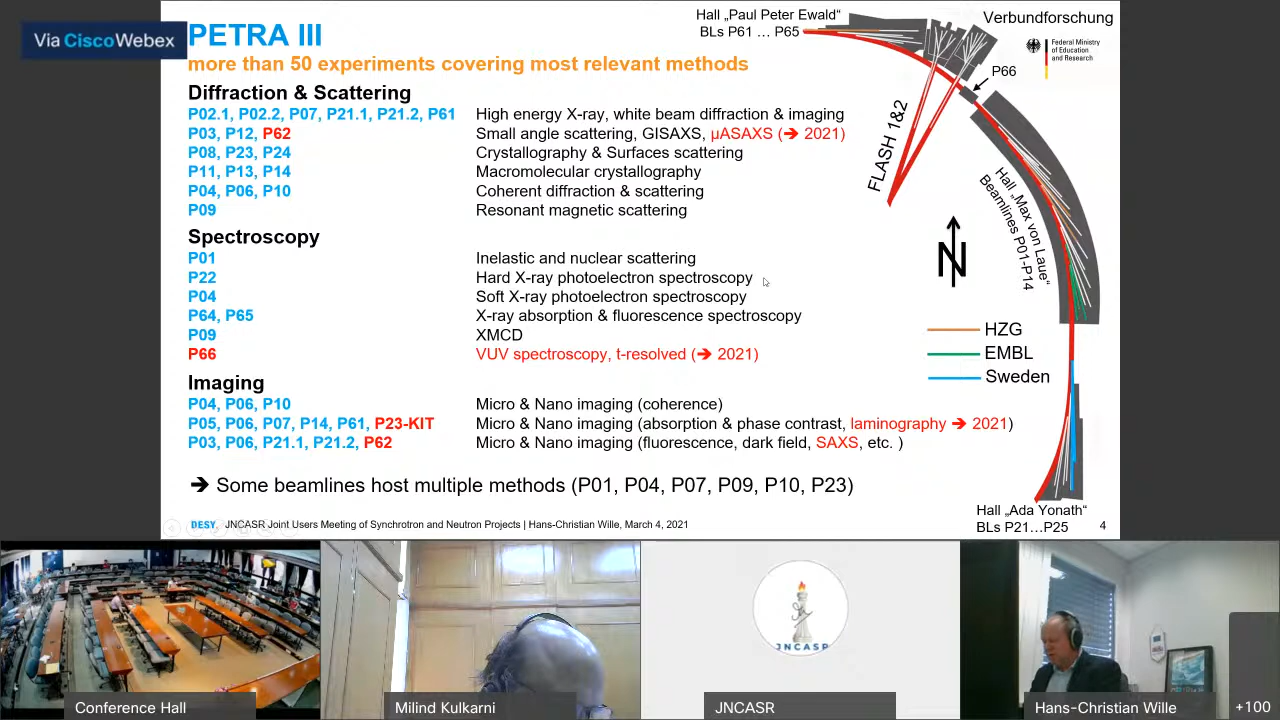 Via Cisco Webex
PETRA III
more than 50 experiments covering most relevant methods
Diffraction & Scattering
P02.1, P02.2, P07, P21.1, P21.2, P61 High energy X-ray, white beam diffraction & imaging
P03, P12, P62 Small angle scattering, GISAXS, µASAXS (➔ 2021)
P08, P23, P24 Crystallography & Surfaces scattering
P11, P13, P14 Macromolecular crystallography
P04, P06, P10 Coherent diffraction & scattering
P09 Resonant magnetic scattering
Spectroscopy
P01 Inelastic and nuclear scattering
P22 Hard X-ray photoelectron spectroscopy
P04 Soft X-ray photoelectron spectroscopy
P64, P65 X-ray absorption & fluorescence spectroscopy
P09 XMCD
P66 VUV spectroscopy, t-resolved (➔ 2021)
Imaging
P04, P06, P10 Micro & Nano imaging (coherence)
P05, P06, P07, P14, P61, P23-KIT Micro & Nano imaging (absorption & phase contrast, laminography ➔ 2021)
P03, P06, P21.1, P21.2, P62 Micro & Nano imaging (fluorescence, dark field, SAXS, etc. )
➔ Some beamlines host multiple methods (P01, P04, P07, P09, P10, P23)
DESY. JNCASR Joint Users Meeting of Synchrotron and Neutron Projects | Hans-Christian Wille, March 4, 2021
4
Hall „Paul Peter Ewald“
BLs P61 … P65
Verbundforschung
Federal Ministry
of Education
and Research
P66
FLASH 1&2
Hall „Max von Laue“
Beamlines P01-P14
N
HZG
EMBL
Sweden
Hall „Ada Yonath“
BLs P21…P25
JNCASR
Conference Hall
Milind Kulkarni
JNCASR
Hans-Christian Wille
+100